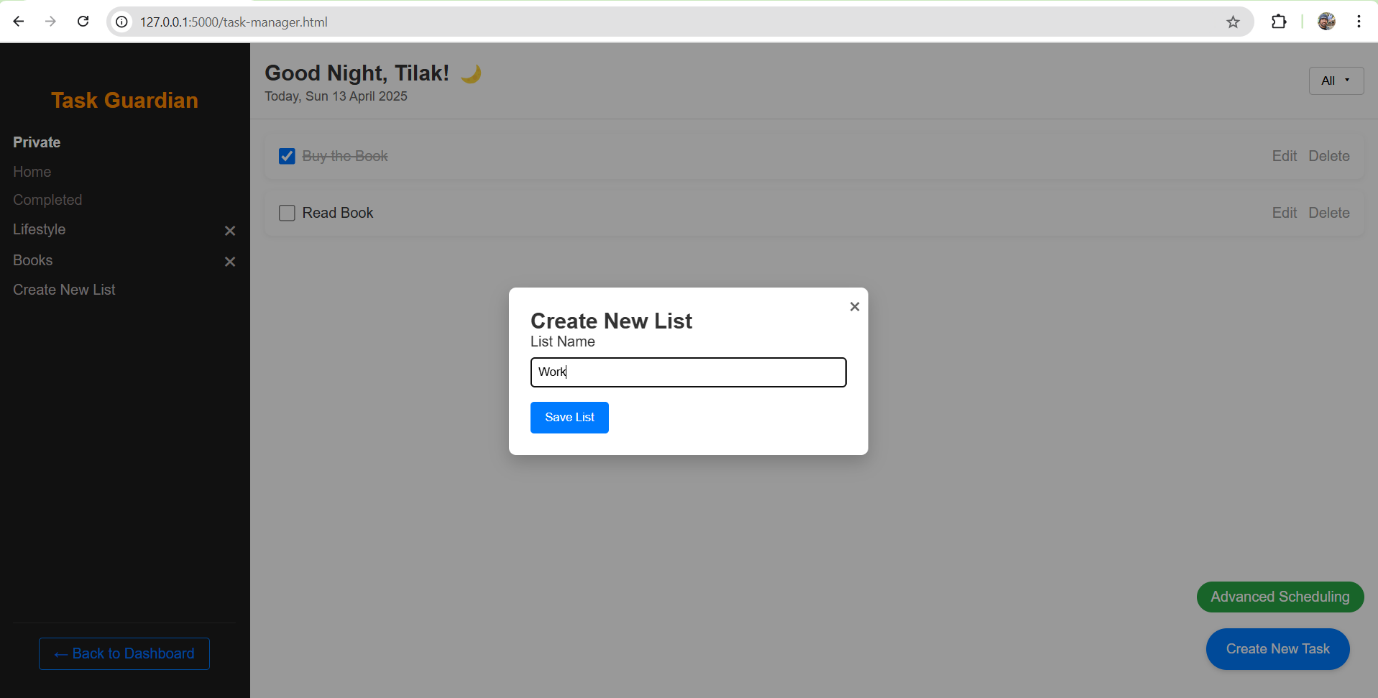 127.0.0.1:5000/task-manager.html
Task Guardian
Private
Home
Completed
Lifestyle ×
Books ×
Create New List
← Back to Dashboard
Good Night, Tilak! 🌙
Today, Sun 13 April 2025
All
Buy the Book Edit Delete
Read Book Edit Delete
Create New List ×
List Name
Work
Save List
Advanced Scheduling
Create New Task